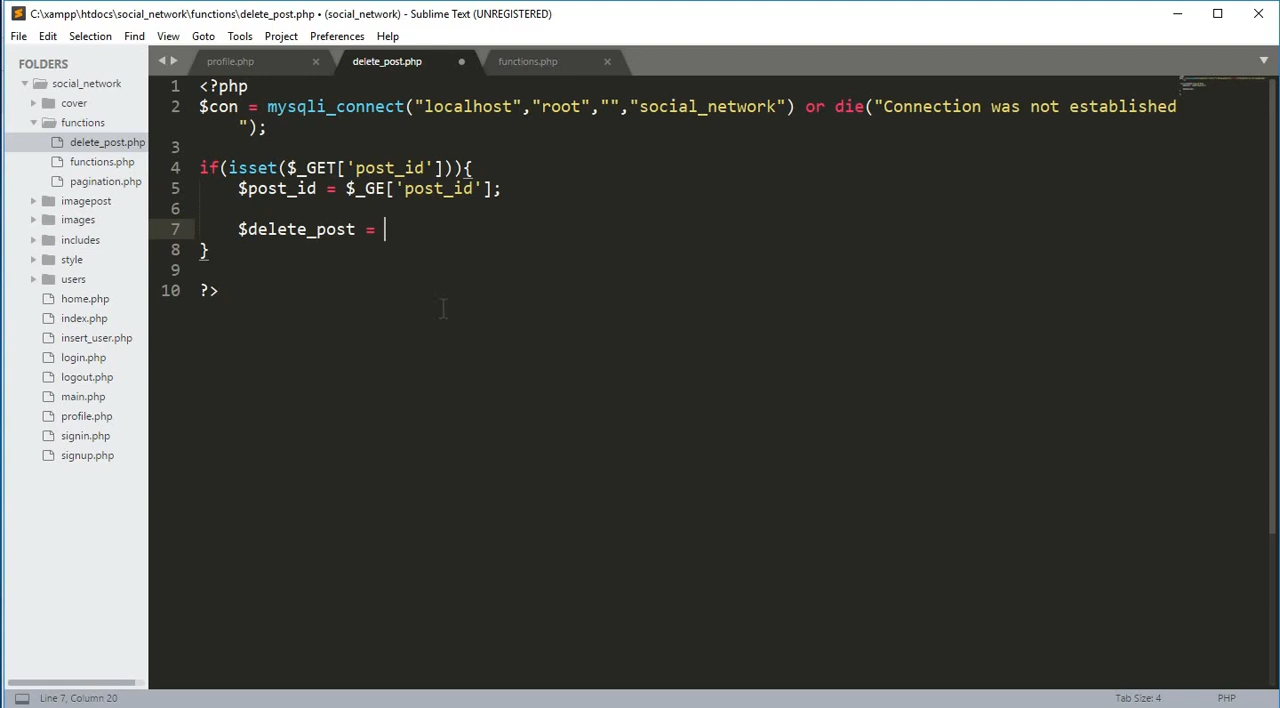 C:\xampp\htdocs\social_network\functions\delete_post.php • (social_network) - Sublime Text (UNREGISTERED)
File Edit Selection Find View Goto Tools Project Preferences Help
FOLDERS
social_network
cover
functions
delete_post.php
functions.php
pagination.php
imagepost
images
includes
style
users
home.php
index.php
insert_user.php
login.php
logout.php
main.php
profile.php
signin.php
signup.php
profile.php delete_post.php functions.php
1 <?php
2 $con = mysqli_connect("localhost","root","","social_network") or die("Connection was not established
");
3
4 if(isset($_GET['post_id'])){
5 $post_id = $_GE['post_id'];
6
7 $delete_post =
8 }
9
10 ?>
Line 7, Column 20 Tab Size: 4 PHP